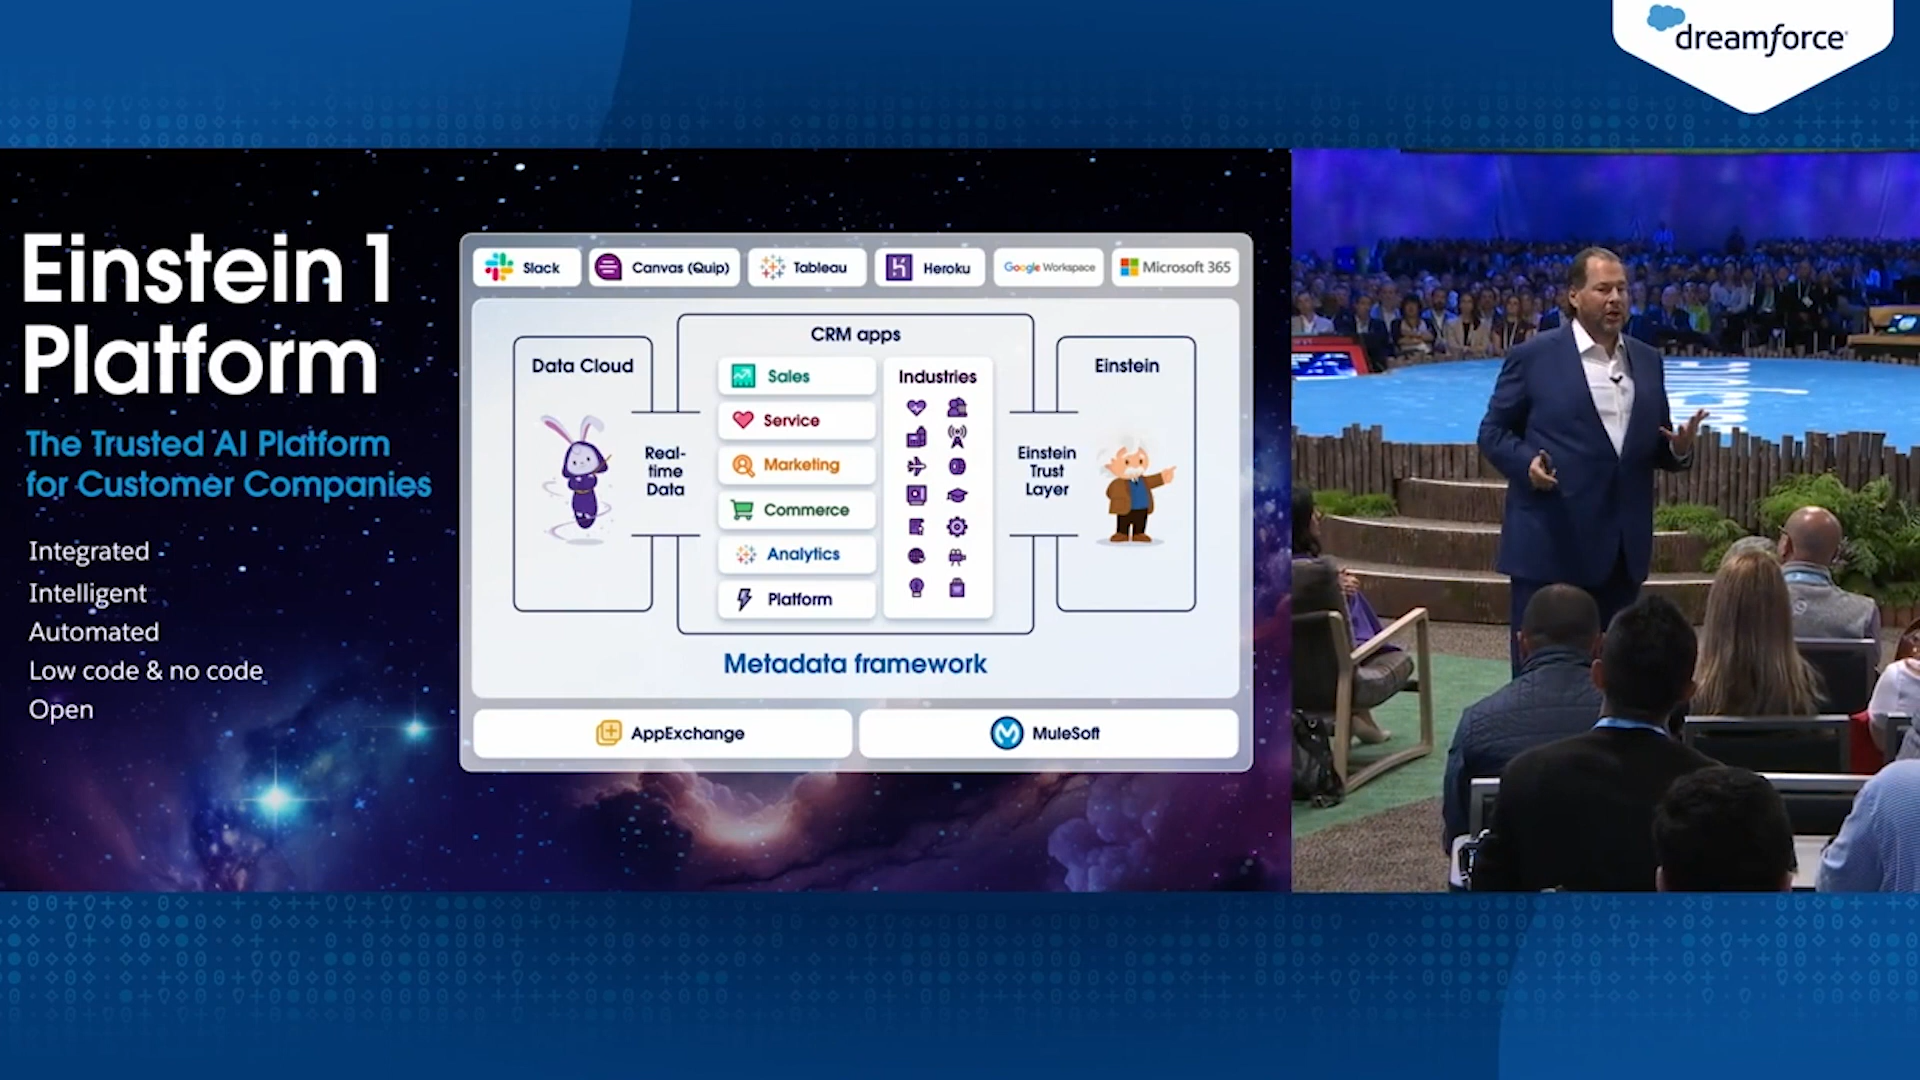 dreamforce
Einstein 1
Platform
The Trusted AI Platform
for Customer Companies
Integrated
Intelligent
Automated
Low code & no code
Open
Slack
Canvas (Quip)
Tableau
Heroku
Google Workspace
Microsoft 365
Data Cloud
Real-
time
Data
CRM apps
Sales
Service
Marketing
Commerce
Analytics
Platform
Industries
Einstein
Trust
Layer
Einstein
Metadata framework
AppExchange
MuleSoft